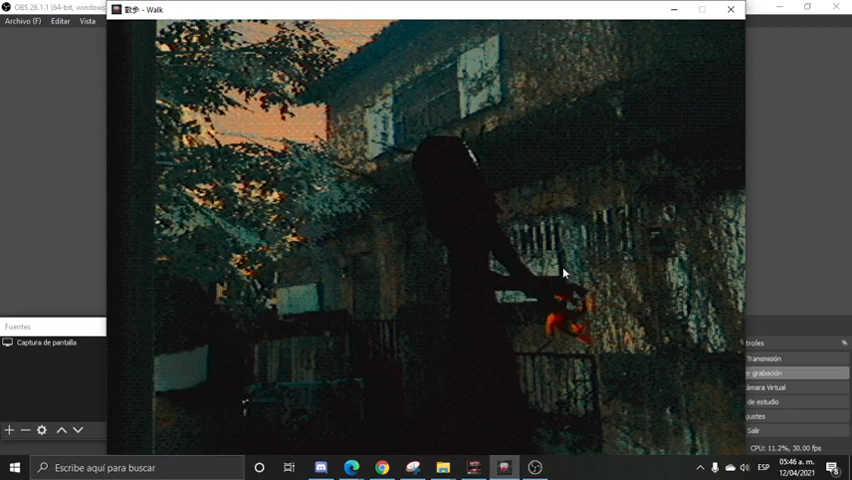 OBS 26.1.1 (64-bit, windows
散歩 - Walk
Archivo (F) Editar Vista
Fuentes
Captura de pantalla
troles
Transmisión
er grabación
ámara Virtual
de estudio
justes
Salir
CPU: 11.2%, 30.00 fps
Escribe aquí para buscar
ESP
05:46 a. m.
12/04/2021
8